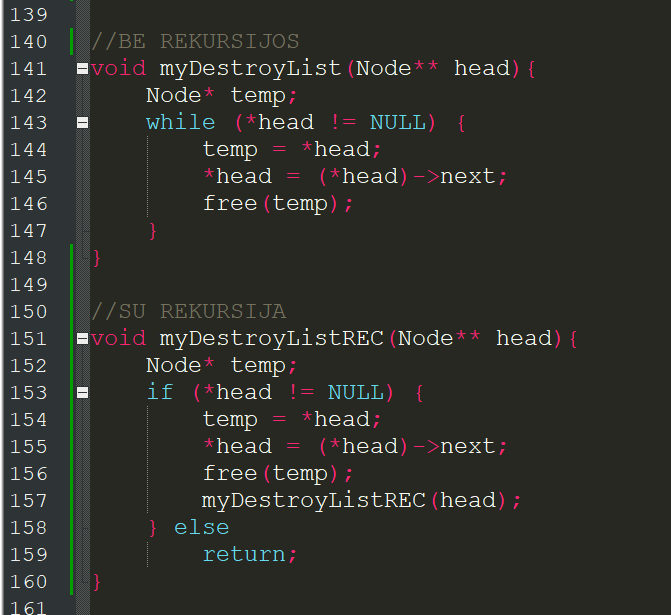 139
140 //BE REKURSIJOS
141 void myDestroyList(Node** head){
142     Node* temp;
143     while (*head != NULL) {
144         temp = *head;
145         *head = (*head)->next;
146         free(temp);
147     }
148 }
149
150 //SU REKURSIJA
151 void myDestroyListREC(Node** head){
152     Node* temp;
153     if (*head != NULL) {
154         temp = *head;
155         *head = (*head)->next;
156         free(temp);
157         myDestroyListREC(head);
158     } else
159         return;
160 }
161